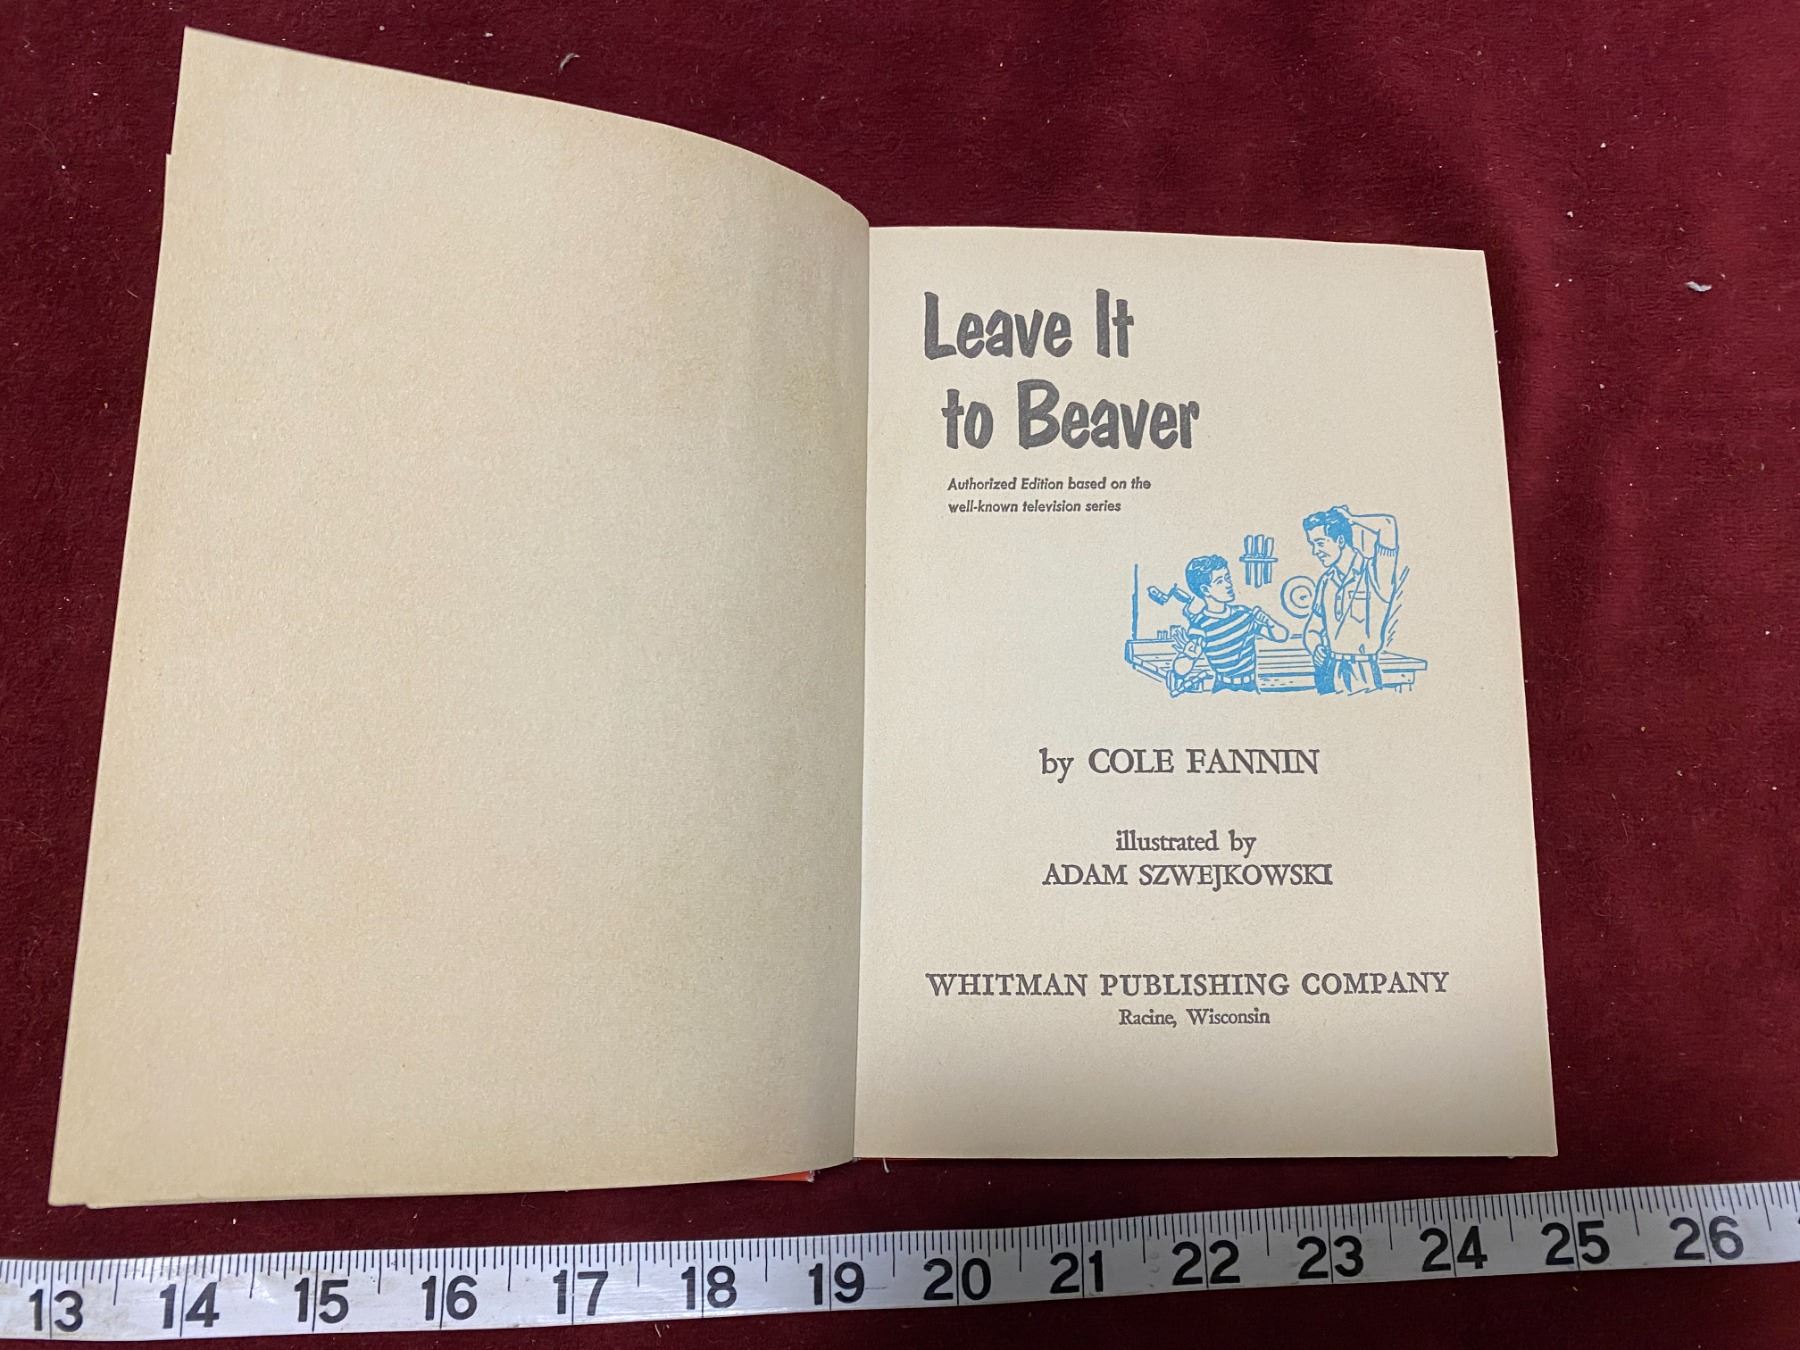 Leave It
to Beaver
Authorized Edition based on the
well-known television series
by COLE FANNIN
illustrated by
ADAM SZWEJKOWSKI
WHITMAN PUBLISHING COMPANY
Racine, Wisconsin
13 14 15 16 17 18 19 20 21 22 23 24 25 26